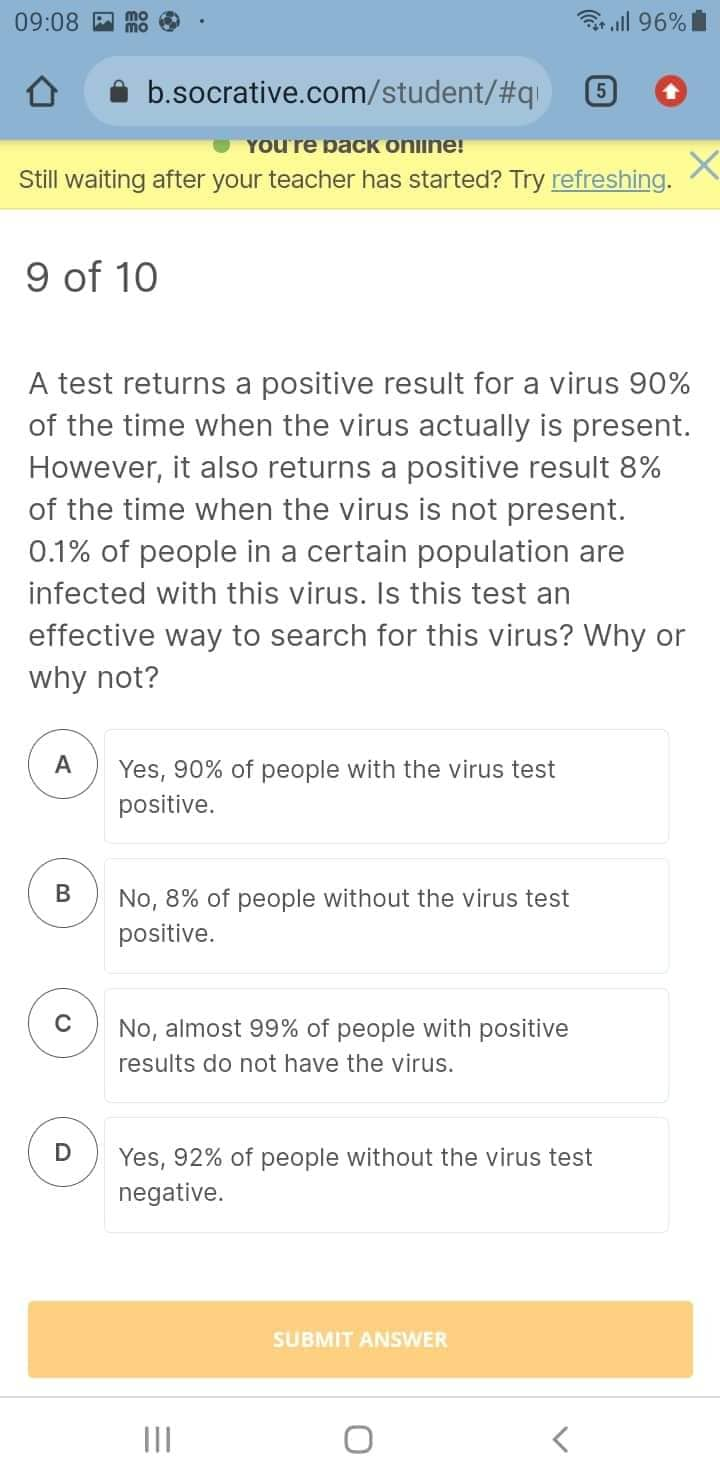 09:08
96%
b.socrative.com/student/#q
5
You're back online!
Still waiting after your teacher has started? Try refreshing.
9 of 10
A test returns a positive result for a virus 90%
of the time when the virus actually is present.
However, it also returns a positive result 8%
of the time when the virus is not present.
0.1% of people in a certain population are
infected with this virus. Is this test an
effective way to search for this virus? Why or
why not?
A
Yes, 90% of people with the virus test
positive.
B
No, 8% of people without the virus test
positive.
C
No, almost 99% of people with positive
results do not have the virus.
D
Yes, 92% of people without the virus test
negative.
SUBMIT ANSWER